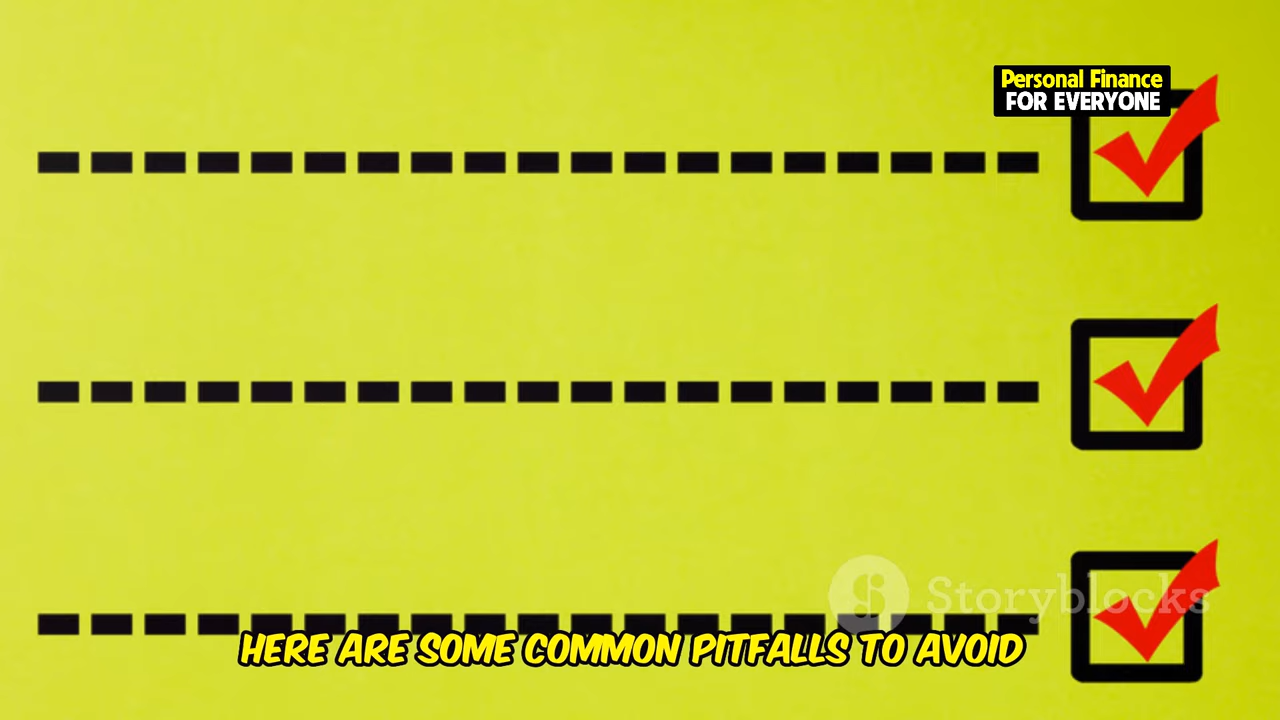 Personal Finance
FOR EVERYONE
Storyblocks
HERE ARE SOME COMMON PITFALLS TO AVOID